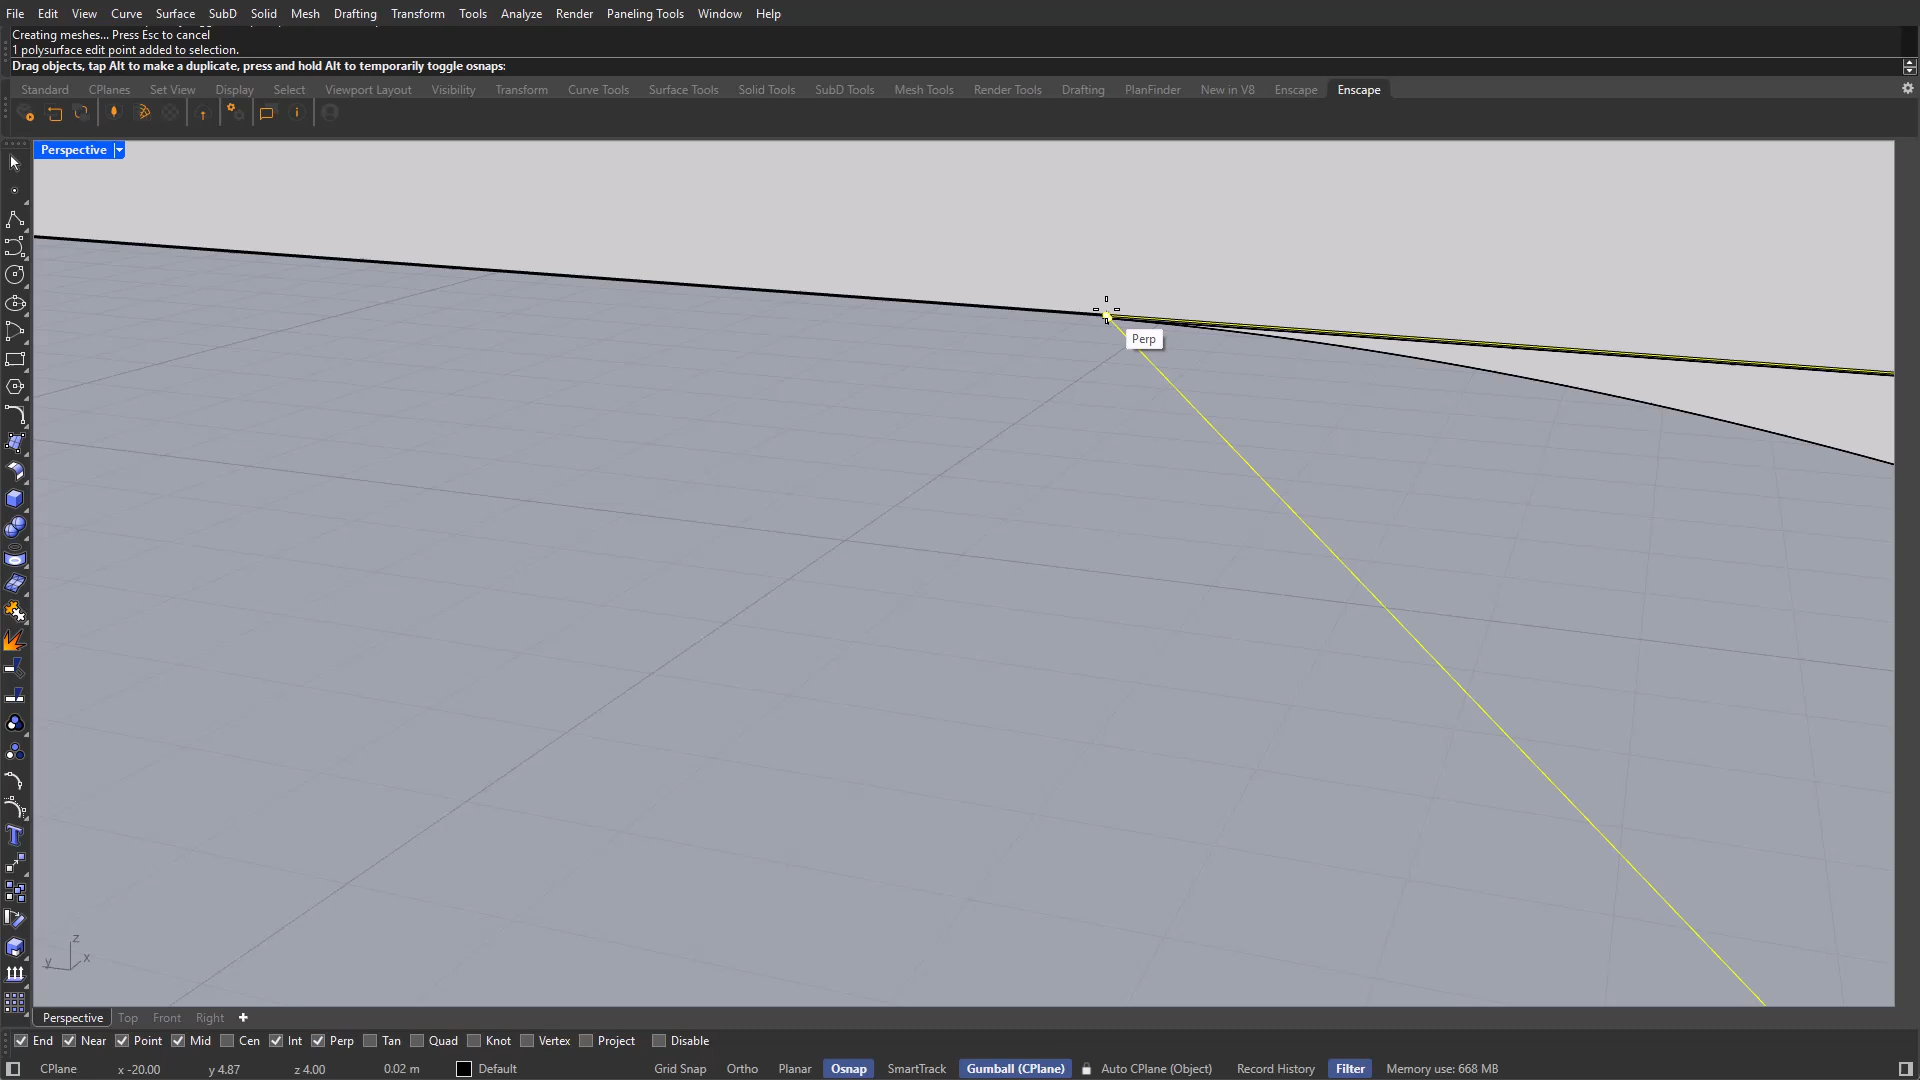 File Edit View Curve Surface SubD Solid Mesh Drafting Transform Tools Analyze Render Paneling Tools Window Help
Creating meshes... Press Esc to cancel
1 polysurface edit point added to selection.
Drag objects, tap Alt to make a duplicate, press and hold Alt to temporarily toggle osnaps:
Standard CPlanes Set View Display Select Viewport Layout Visibility Transform Curve Tools Surface Tools Solid Tools SubD Tools Mesh Tools Render Tools Drafting PlanFinder New in V8 Enscape Enscape
Perspective
Perp
z
y x
Perspective Top Front Right
End Near Point Mid Cen Int Perp Tan Quad Knot Vertex Project Disable
CPlane x -20.00 y 4.87 z 4.00 0.02 m Default Grid Snap Ortho Planar Osnap SmartTrack Gumball (CPlane) Auto CPlane (Object) Record History Filter Memory use: 668 MB